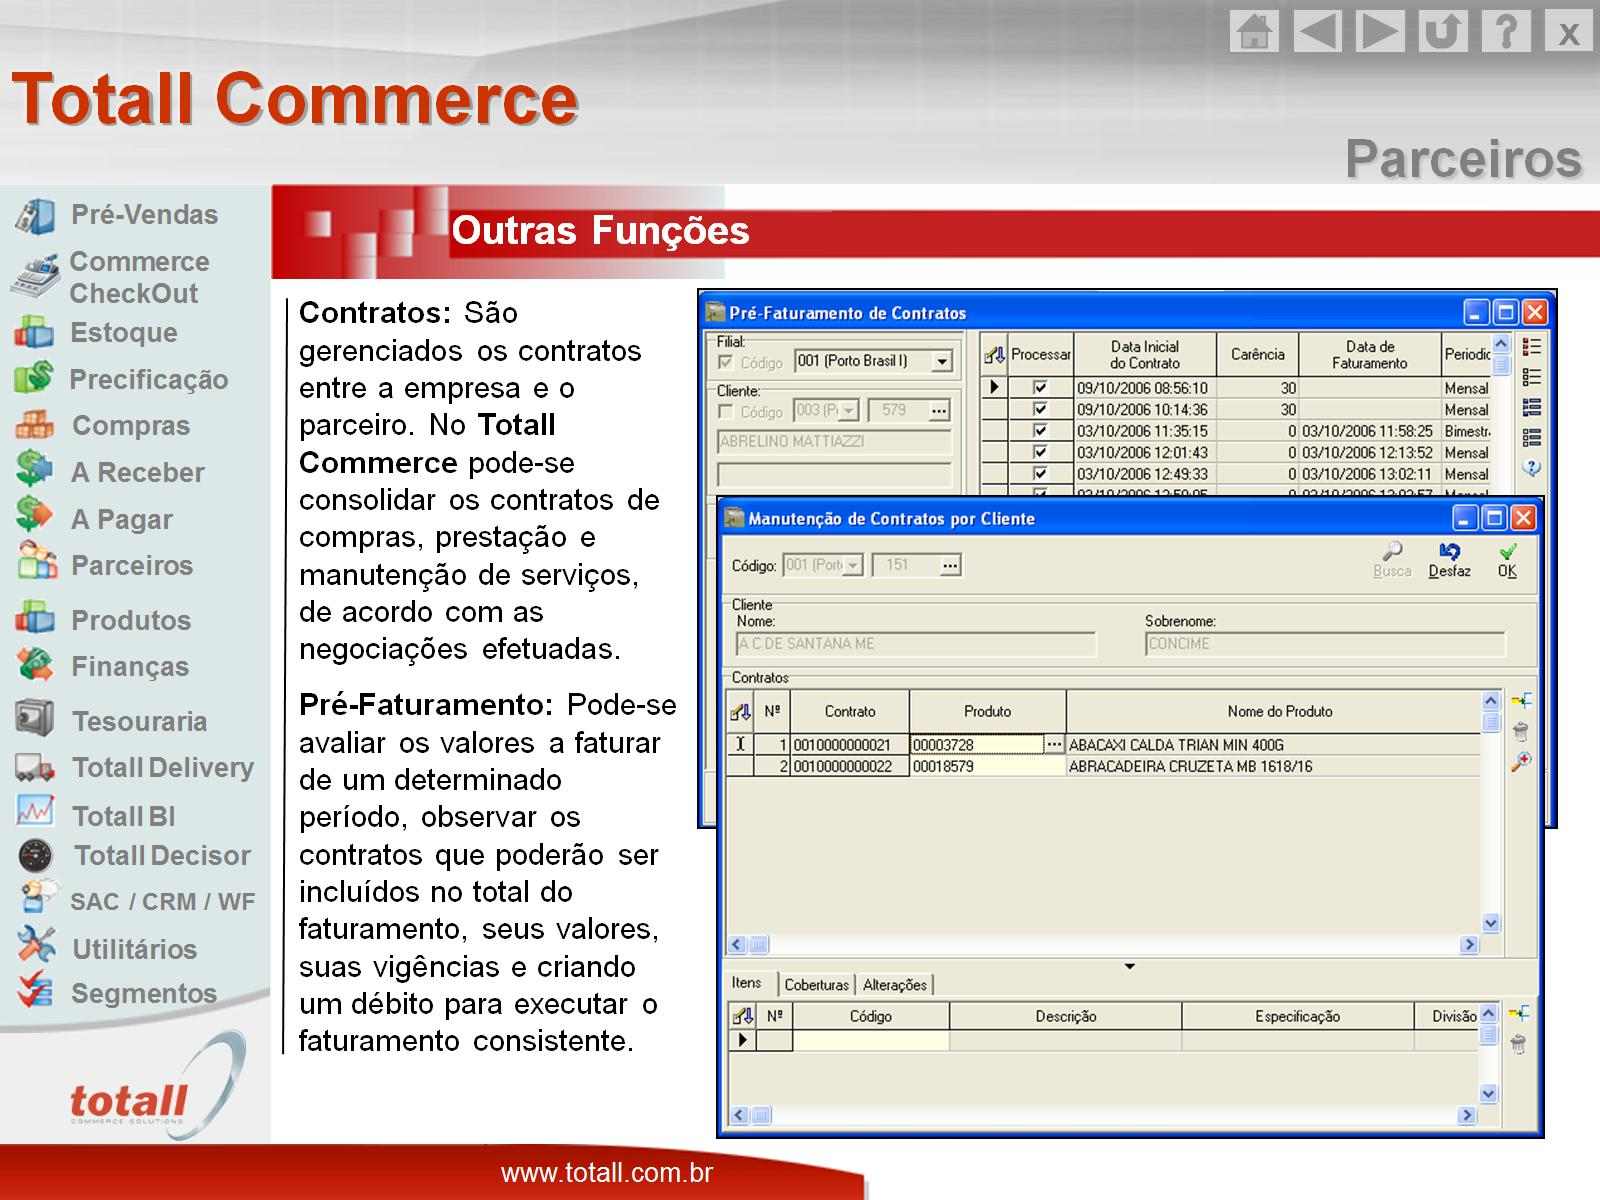 x
Totall Commerce
Parceiros
Pré-Vendas
Commerce
CheckOut
Estoque
Precificação
Compras
A Receber
A Pagar
Parceiros
Produtos
Finanças
Tesouraria
Totall Delivery
Totall BI
Totall Decisor
SAC / CRM / WF
Utilitários
Segmentos
totall
COMMERCE SOLUTIONS
Outras Funções
Contratos: São
gerenciados os contratos
entre a empresa e o
parceiro. No Totall
Commerce pode-se
consolidar os contratos de
compras, prestação e
manutenção de serviços,
de acordo com as
negociações efetuadas.
Pré-Faturamento: Pode-se
avaliar os valores a faturar
de um determinado
período, observar os
contratos que poderão ser
incluídos no total do
faturamento, seus valores,
suas vigências e criando
um débito para executar o
faturamento consistente.
Pré-Faturamento de Contratos
Filial:
Código 001 (Porto Brasil I)
Cliente:
Código 003 (P 579 ...
ABRELINO MATTIAZZI
Processar Data Inicial do Contrato Carência Data de Faturamento Periodic
09/10/2006 08:56:10 30 Mensal
09/10/2006 10:14:36 30 Mensal
03/10/2006 11:35:15 0 03/10/2006 11:58:25 Bimestr
03/10/2006 12:01:43 0 03/10/2006 12:13:52 Mensal
03/10/2006 12:49:33 0 03/10/2006 13:02:11 Mensal
Manutenção de Contratos por Cliente
Código: 001 (Port 151 ...
Busca Desfaz OK
Cliente
Nome: Sobrenome:
A C DE SANTANA ME CONCIME
Contratos
Nº Contrato Produto Nome do Produto
1 0010000000021 00003728 ... ABACAXI CALDA TRIAN MIN 400G
2 0010000000022 00018579 ABRACADEIRA CRUZETA MB 1618/16
Itens Coberturas Alterações
Nº Código Descrição Especificação Divisão
www.totall.com.br